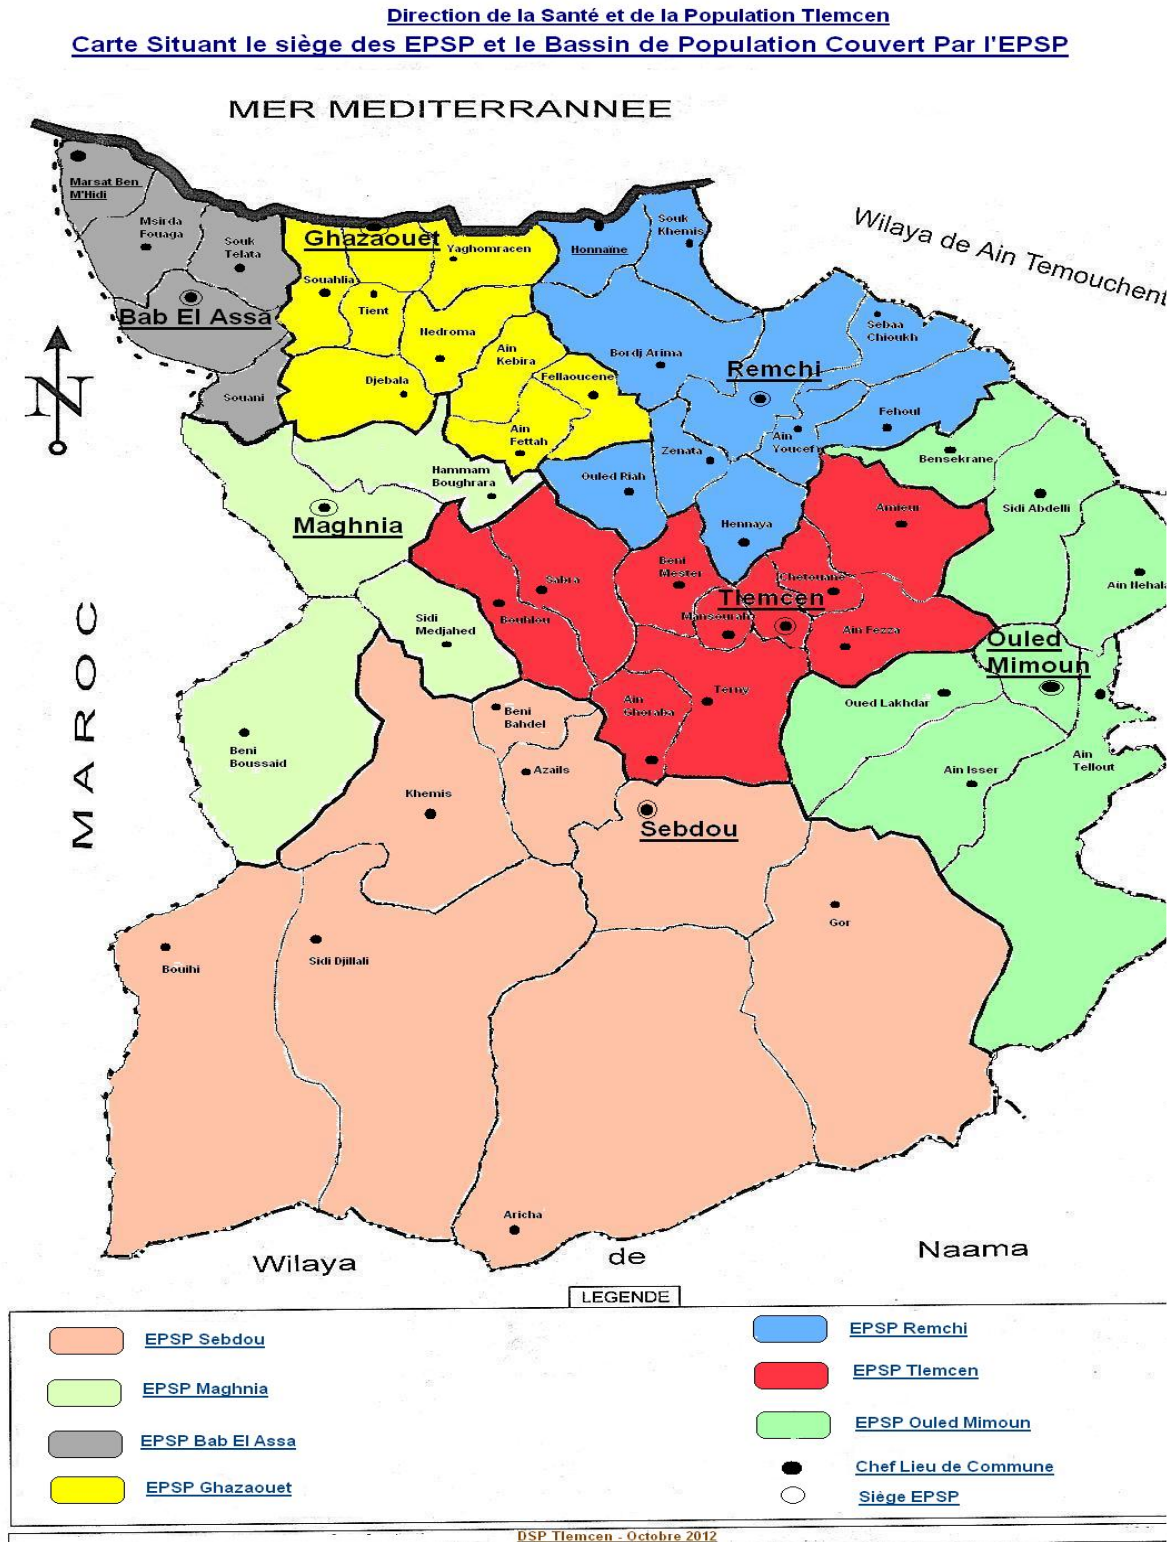 Direction de la Santé et de la Population Tlemcen
Carte Situant le siège des EPSP et le Bassin de Population Couvert Par l'EPSP
MER MEDITERRANNEE
Wilaya de Ain Temouchent
Marsat Ben
M'Hidi
Msirda
Fouaga
Souk
Telata
Bab El Assa
Souani
Ghazaouet
Yaghomracen
Souahlia
Tient
Nedroma
Ain
Kebira
Djebala
Fellaoucene
Ain
Fettah
Honnaïne
Souk
Khemis
Bordj Arima
Remchi
Sebaa
Chioukh
Fehoul
Ain
Youcef
Zenata
Ouled Riah
Hennaya
N
Hammam
Boughrara
Maghnia
Sidi
Medjahed
Beni
Boussaid
MAROC
Bensekrane
Sidi Abdelli
Ain Nehala
Amieur
Sabra
Bouhlou
Beni
Mester
Chetouane
Tlemcen
Mansourah
Ain Fezza
Ain
Ghoraba
Terny
Ouled
Mimoun
Oued Lakhdar
Ain
Tellout
Ain Isser
Beni
Bahdel
Azails
Khemis
Sebdou
Gor
Bouihi
Sidi Djillali
Aricha
Wilaya de Naama
LEGENDE
EPSP Sebdou
EPSP Maghnia
EPSP Bab El Assa
EPSP Ghazaouet
EPSP Remchi
EPSP Tlemcen
EPSP Ouled Mimoun
Chef Lieu de Commune
Siège EPSP
DSP Tlemcen - Octobre 2012